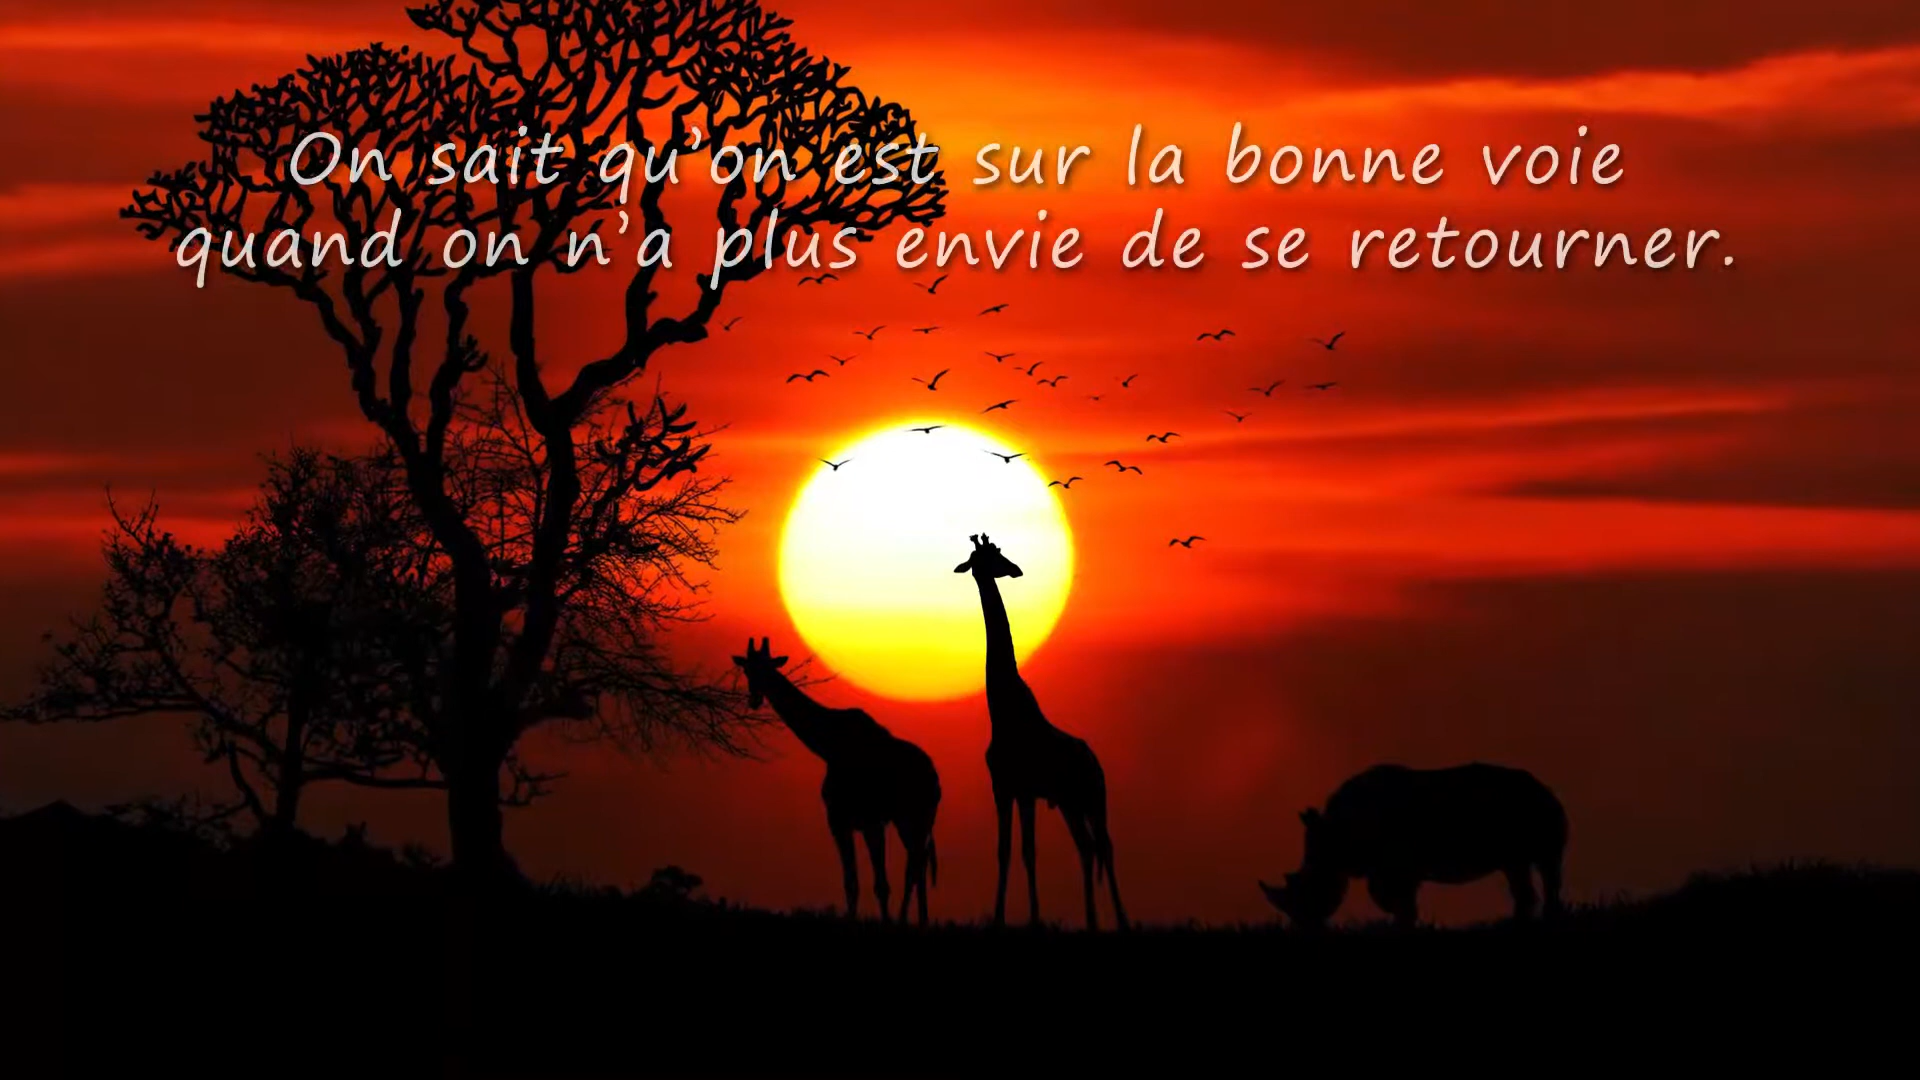 On sait qu’on est sur la bonne voie
quand on n’a plus envie de se retourner.